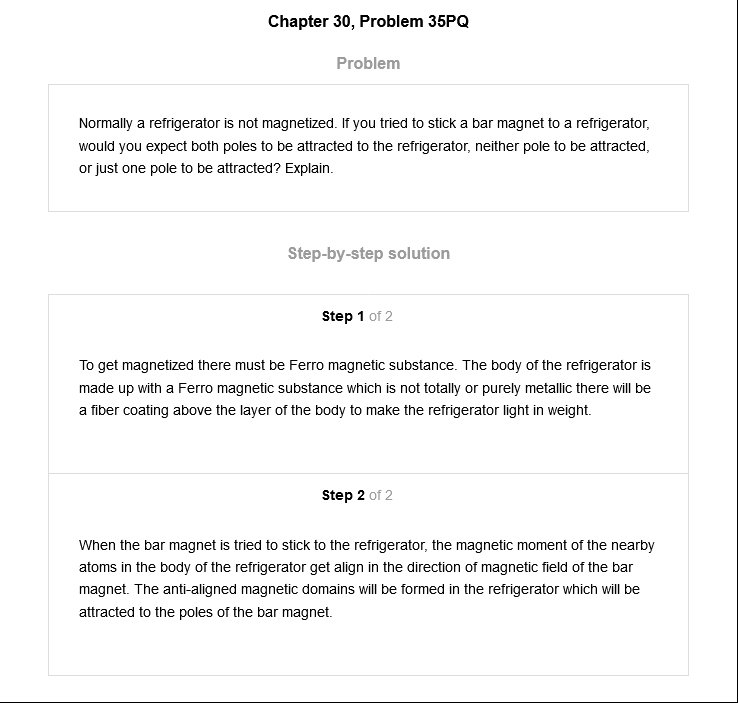 Chapter 30, Problem 35PQ
Problem
Normally a refrigerator is not magnetized. If you tried to stick a bar magnet to a refrigerator,
would you expect both poles to be attracted to the refrigerator, neither pole to be attracted,
or just one pole to be attracted? Explain.
Step-by-step solution
Step 1 of 2
To get magnetized there must be Ferro magnetic substance. The body of the refrigerator is
made up with a Ferro magnetic substance which is not totally or purely metallic there will be
a fiber coating above the layer of the body to make the refrigerator light in weight.
Step 2 of 2
When the bar magnet is tried to stick to the refrigerator, the magnetic moment of the nearby
atoms in the body of the refrigerator get align in the direction of magnetic field of the bar
magnet. The anti-aligned magnetic domains will be formed in the refrigerator which will be
attracted to the poles of the bar magnet.